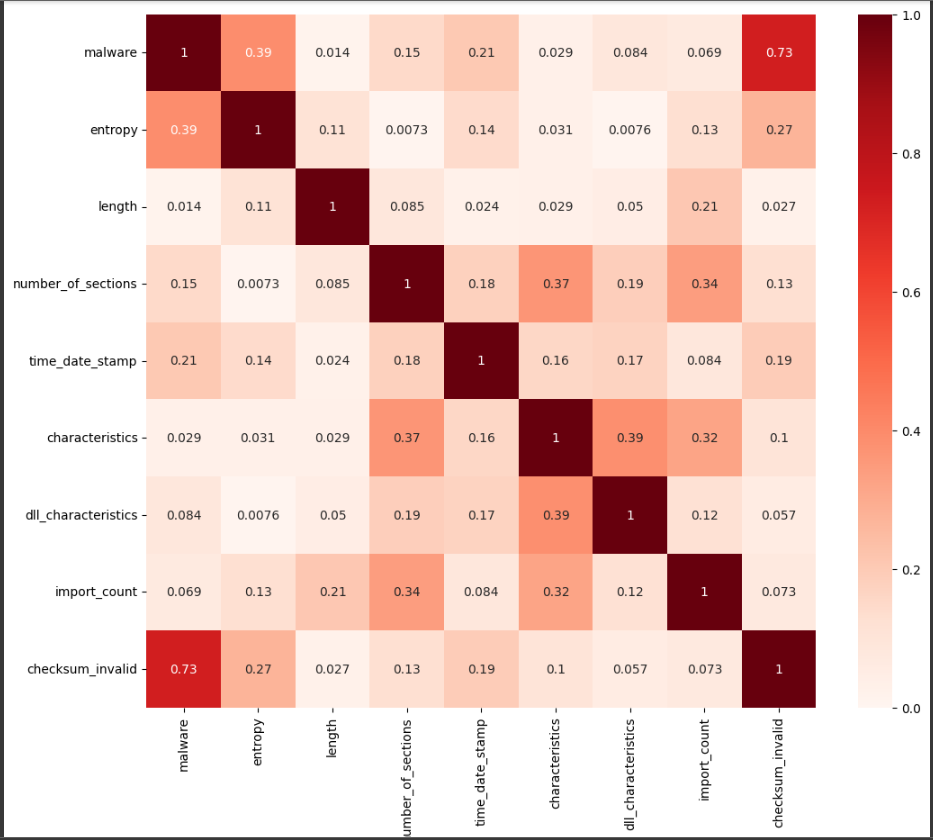 malware 1 0.39 0.014 0.15 0.21 0.029 0.084 0.069 0.73
entropy 0.39 1 0.11 0.0073 0.14 0.031 0.0076 0.13 0.27
length 0.014 0.11 1 0.085 0.024 0.029 0.05 0.21 0.027
number_of_sections 0.15 0.0073 0.085 1 0.18 0.37 0.19 0.34 0.13
time_date_stamp 0.21 0.14 0.024 0.18 1 0.16 0.17 0.084 0.19
characteristics 0.029 0.031 0.029 0.37 0.16 1 0.39 0.32 0.1
dll_characteristics 0.084 0.0076 0.05 0.19 0.17 0.39 1 0.12 0.057
import_count 0.069 0.13 0.21 0.34 0.084 0.32 0.12 1 0.073
checksum_invalid 0.73 0.27 0.027 0.13 0.19 0.1 0.057 0.073 1
malware
entropy
length
umber_of_sections
time_date_stamp
characteristics
dll_characteristics
import_count
checksum_invalid
1.0
0.8
0.6
0.4
0.2
0.0